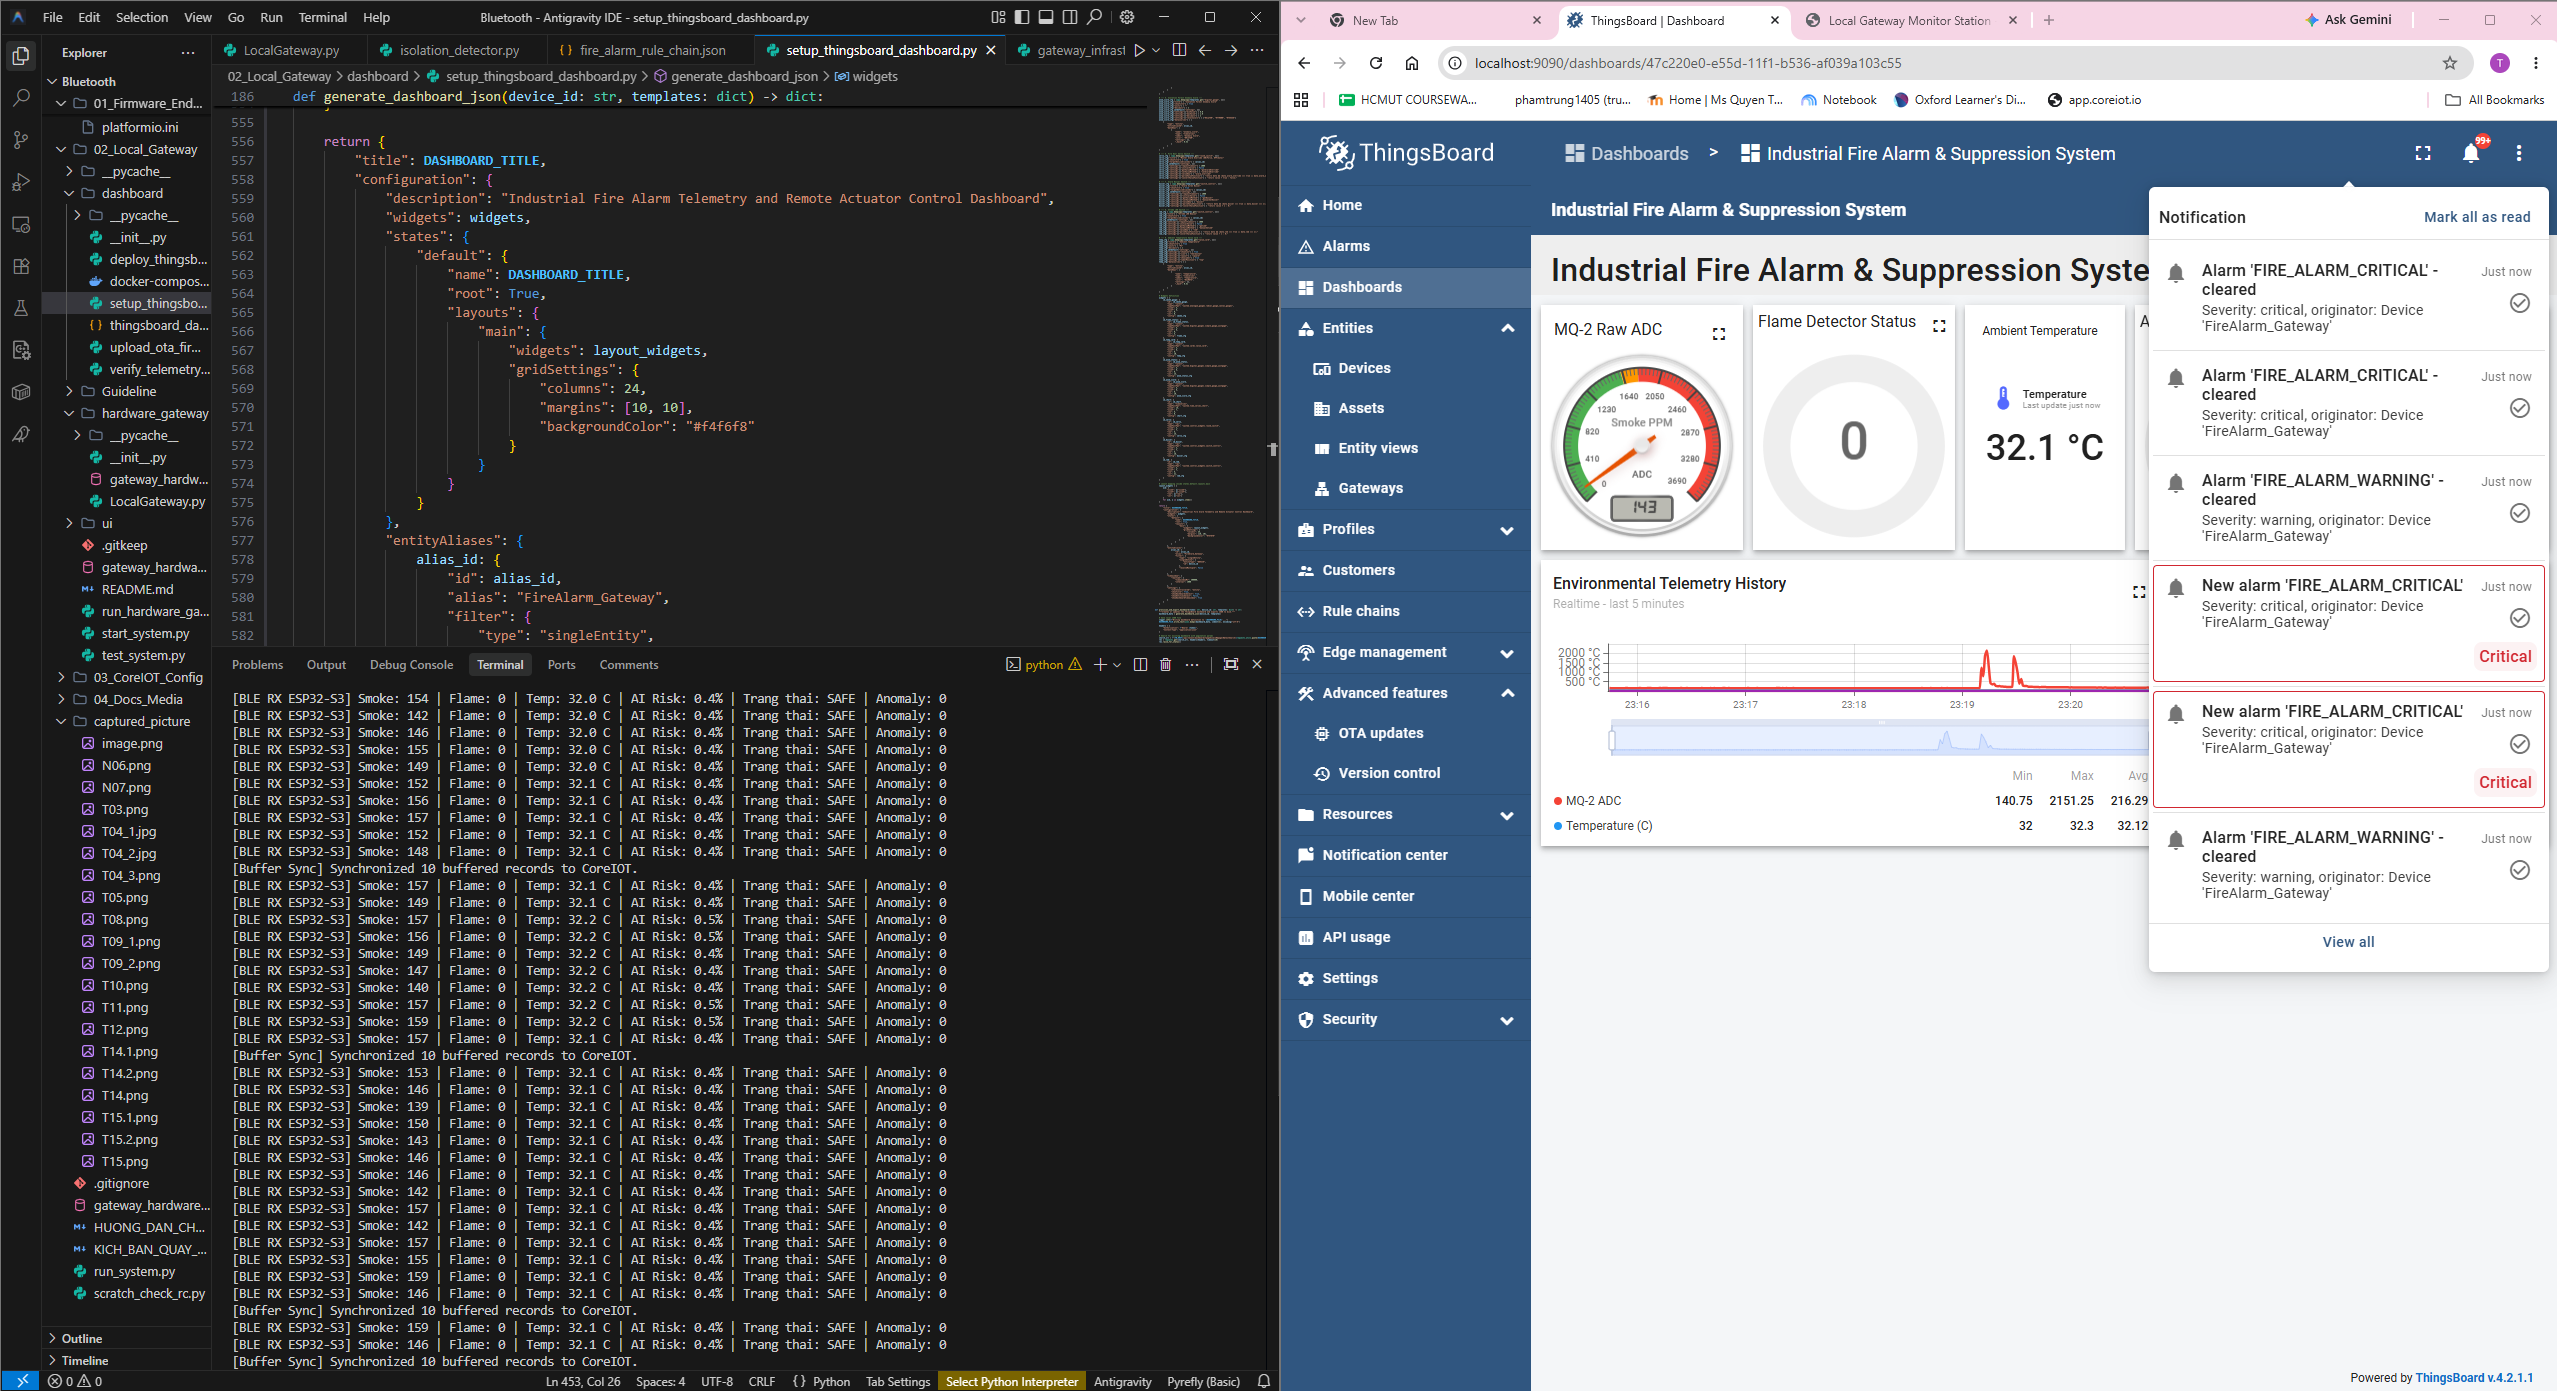 File Edit Selection View Go Run Terminal Help
Bluetooth - Antigravity IDE - setup_thingsboard_dashboard.py
Explorer
Bluetooth
01_Firmware_End...
platformio.ini
02_Local_Gateway
__pycache__
dashboard
__pycache__
__init__.py
deploy_thingsb...
docker-compos...
setup_thingsbo...
thingsboard_da...
upload_ota_fir...
verify_telemetry...
Guideline
hardware_gateway
__pycache__
__init__.py
gateway_hardw...
LocalGateway.py
ui
.gitkeep
gateway_hardwa...
README.md
run_hardware_ga...
start_system.py
test_system.py
03_CoreIOT_Config
04_Docs_Media
captured_picture
image.png
N06.png
N07.png
T03.png
T04_1.jpg
T04_2.jpg
T04_3.png
T05.png
T08.png
T09_1.png
T09_2.png
T10.png
T11.png
T12.png
T14.1.png
T14.2.png
T14.png
T15.1.png
T15.2.png
T15.png
.gitignore
gateway_hardware...
HUONG_DAN_CH...
KICH_BAN_QUAY_...
run_system.py
scratch_check_rc.py
Outline
Timeline
LocalGateway.py isolation_detector.py fire_alarm_rule_chain.json setup_thingsboard_dashboard.py gateway_infrast
02_Local_Gateway > dashboard > setup_thingsboard_dashboard.py > generate_dashboard_json > widgets
186 def generate_dashboard_json(device_id: str, templates: dict) -> dict:
555
556 return {
557 "title": DASHBOARD_TITLE,
558 "configuration": {
559 "description": "Industrial Fire Alarm Telemetry and Remote Actuator Control Dashboard",
560 "widgets": widgets,
561 "states": {
562 "default": {
563 "name": DASHBOARD_TITLE,
564 "root": True,
565 "layouts": {
566 "main": {
567 "widgets": layout_widgets,
568 "gridSettings": {
569 "columns": 24,
570 "margins": [10, 10],
571 "backgroundColor": "#f4f6f8"
572 }
573 }
574 }
575 }
576 },
577 "entityAliases": {
578 alias_id: {
579 "id": alias_id,
580 "alias": "FireAlarm_Gateway",
581 "filter": {
582 "type": "singleEntity",
Problems Output Debug Console Terminal Ports Comments
python
[BLE RX ESP32-S3] Smoke: 154 | Flame: 0 | Temp: 32.0 C | AI Risk: 0.4% | Trang thai: SAFE | Anomaly: 0
[BLE RX ESP32-S3] Smoke: 142 | Flame: 0 | Temp: 32.0 C | AI Risk: 0.4% | Trang thai: SAFE | Anomaly: 0
[BLE RX ESP32-S3] Smoke: 146 | Flame: 0 | Temp: 32.0 C | AI Risk: 0.4% | Trang thai: SAFE | Anomaly: 0
[BLE RX ESP32-S3] Smoke: 155 | Flame: 0 | Temp: 32.0 C | AI Risk: 0.4% | Trang thai: SAFE | Anomaly: 0
[BLE RX ESP32-S3] Smoke: 149 | Flame: 0 | Temp: 32.0 C | AI Risk: 0.4% | Trang thai: SAFE | Anomaly: 0
[BLE RX ESP32-S3] Smoke: 152 | Flame: 0 | Temp: 32.1 C | AI Risk: 0.4% | Trang thai: SAFE | Anomaly: 0
[BLE RX ESP32-S3] Smoke: 156 | Flame: 0 | Temp: 32.1 C | AI Risk: 0.4% | Trang thai: SAFE | Anomaly: 0
[BLE RX ESP32-S3] Smoke: 157 | Flame: 0 | Temp: 32.1 C | AI Risk: 0.4% | Trang thai: SAFE | Anomaly: 0
[BLE RX ESP32-S3] Smoke: 152 | Flame: 0 | Temp: 32.1 C | AI Risk: 0.4% | Trang thai: SAFE | Anomaly: 0
[BLE RX ESP32-S3] Smoke: 148 | Flame: 0 | Temp: 32.1 C | AI Risk: 0.4% | Trang thai: SAFE | Anomaly: 0
[Buffer Sync] Synchronized 10 buffered records to CoreIOT.
[BLE RX ESP32-S3] Smoke: 157 | Flame: 0 | Temp: 32.1 C | AI Risk: 0.4% | Trang thai: SAFE | Anomaly: 0
[BLE RX ESP32-S3] Smoke: 149 | Flame: 0 | Temp: 32.1 C | AI Risk: 0.4% | Trang thai: SAFE | Anomaly: 0
[BLE RX ESP32-S3] Smoke: 157 | Flame: 0 | Temp: 32.2 C | AI Risk: 0.5% | Trang thai: SAFE | Anomaly: 0
[BLE RX ESP32-S3] Smoke: 156 | Flame: 0 | Temp: 32.2 C | AI Risk: 0.5% | Trang thai: SAFE | Anomaly: 0
[BLE RX ESP32-S3] Smoke: 149 | Flame: 0 | Temp: 32.2 C | AI Risk: 0.4% | Trang thai: SAFE | Anomaly: 0
[BLE RX ESP32-S3] Smoke: 147 | Flame: 0 | Temp: 32.2 C | AI Risk: 0.4% | Trang thai: SAFE | Anomaly: 0
[BLE RX ESP32-S3] Smoke: 140 | Flame: 0 | Temp: 32.2 C | AI Risk: 0.4% | Trang thai: SAFE | Anomaly: 0
[BLE RX ESP32-S3] Smoke: 157 | Flame: 0 | Temp: 32.2 C | AI Risk: 0.5% | Trang thai: SAFE | Anomaly: 0
[BLE RX ESP32-S3] Smoke: 159 | Flame: 0 | Temp: 32.2 C | AI Risk: 0.5% | Trang thai: SAFE | Anomaly: 0
[BLE RX ESP32-S3] Smoke: 157 | Flame: 0 | Temp: 32.1 C | AI Risk: 0.4% | Trang thai: SAFE | Anomaly: 0
[Buffer Sync] Synchronized 10 buffered records to CoreIOT.
[BLE RX ESP32-S3] Smoke: 153 | Flame: 0 | Temp: 32.1 C | AI Risk: 0.4% | Trang thai: SAFE | Anomaly: 0
[BLE RX ESP32-S3] Smoke: 146 | Flame: 0 | Temp: 32.1 C | AI Risk: 0.4% | Trang thai: SAFE | Anomaly: 0
[BLE RX ESP32-S3] Smoke: 139 | Flame: 0 | Temp: 32.1 C | AI Risk: 0.4% | Trang thai: SAFE | Anomaly: 0
[BLE RX ESP32-S3] Smoke: 150 | Flame: 0 | Temp: 32.1 C | AI Risk: 0.4% | Trang thai: SAFE | Anomaly: 0
[BLE RX ESP32-S3] Smoke: 143 | Flame: 0 | Temp: 32.1 C | AI Risk: 0.4% | Trang thai: SAFE | Anomaly: 0
[BLE RX ESP32-S3] Smoke: 146 | Flame: 0 | Temp: 32.1 C | AI Risk: 0.4% | Trang thai: SAFE | Anomaly: 0
[BLE RX ESP32-S3] Smoke: 146 | Flame: 0 | Temp: 32.1 C | AI Risk: 0.4% | Trang thai: SAFE | Anomaly: 0
[BLE RX ESP32-S3] Smoke: 142 | Flame: 0 | Temp: 32.1 C | AI Risk: 0.4% | Trang thai: SAFE | Anomaly: 0
[BLE RX ESP32-S3] Smoke: 157 | Flame: 0 | Temp: 32.1 C | AI Risk: 0.4% | Trang thai: SAFE | Anomaly: 0
[BLE RX ESP32-S3] Smoke: 142 | Flame: 0 | Temp: 32.1 C | AI Risk: 0.4% | Trang thai: SAFE | Anomaly: 0
[BLE RX ESP32-S3] Smoke: 157 | Flame: 0 | Temp: 32.1 C | AI Risk: 0.4% | Trang thai: SAFE | Anomaly: 0
[BLE RX ESP32-S3] Smoke: 155 | Flame: 0 | Temp: 32.1 C | AI Risk: 0.4% | Trang thai: SAFE | Anomaly: 0
[BLE RX ESP32-S3] Smoke: 159 | Flame: 0 | Temp: 32.1 C | AI Risk: 0.4% | Trang thai: SAFE | Anomaly: 0
[BLE RX ESP32-S3] Smoke: 146 | Flame: 0 | Temp: 32.1 C | AI Risk: 0.4% | Trang thai: SAFE | Anomaly: 0
[Buffer Sync] Synchronized 10 buffered records to CoreIOT.
[BLE RX ESP32-S3] Smoke: 159 | Flame: 0 | Temp: 32.1 C | AI Risk: 0.4% | Trang thai: SAFE | Anomaly: 0
[BLE RX ESP32-S3] Smoke: 146 | Flame: 0 | Temp: 32.1 C | AI Risk: 0.4% | Trang thai: SAFE | Anomaly: 0
[Buffer Sync] Synchronized 10 buffered records to CoreIOT.
0 0 Ln 453, Col 26 Spaces: 4 UTF-8 CRLF {} Python Tab Settings Select Python Interpreter Antigravity Pyrefly (Basic)
New Tab ThingsBoard | Dashboard Local Gateway Monitor Station Ask Gemini
localhost:9090/dashboards/47c220e0-e55d-11f1-b536-af039a103c55
T
HCMUT COURSEWA... phamtrung1405 (tru... Home | Ms Quyen T... Notebook Oxford Learner's Di... app.coreiot.io All Bookmarks
ThingsBoard
Dashboards > Industrial Fire Alarm & Suppression System
99+
Home
Alarms
Dashboards
Entities
Devices
Assets
Entity views
Gateways
Profiles
Customers
Rule chains
Edge management
Advanced features
OTA updates
Version control
Resources
Notification center
Mobile center
API usage
Settings
Security
Industrial Fire Alarm & Suppression System
Industrial Fire Alarm & Suppression Syste
MQ-2 Raw ADC
0 410 820 1230 1640 2050 2460 2870 3280 3690
Smoke PPM
ADC
143
Flame Detector Status
0
Ambient Temperature
Temperature
Last update just now
32.1 °C
A
Environmental Telemetry History
Realtime - last 5 minutes
2000 °C
1500 °C
1000 °C
500 °C
23:16 23:17 23:18 23:19 23:20
Min Max Avg
MQ-2 ADC 140.75 2151.25 216.29
Temperature (C) 32 32.3 32.12
Notification
Mark all as read
Alarm 'FIRE_ALARM_CRITICAL' - Just now
cleared
Severity: critical, originator: Device
'FireAlarm_Gateway'
Alarm 'FIRE_ALARM_CRITICAL' - Just now
cleared
Severity: critical, originator: Device
'FireAlarm_Gateway'
Alarm 'FIRE_ALARM_WARNING' - Just now
cleared
Severity: warning, originator: Device
'FireAlarm_Gateway'
New alarm 'FIRE_ALARM_CRITICAL' Just now
Severity: critical, originator: Device
'FireAlarm_Gateway'
Critical
New alarm 'FIRE_ALARM_CRITICAL' Just now
Severity: critical, originator: Device
'FireAlarm_Gateway'
Critical
Alarm 'FIRE_ALARM_WARNING' - Just now
cleared
Severity: warning, originator: Device
'FireAlarm_Gateway'
View all
Powered by ThingsBoard v.4.2.1.1